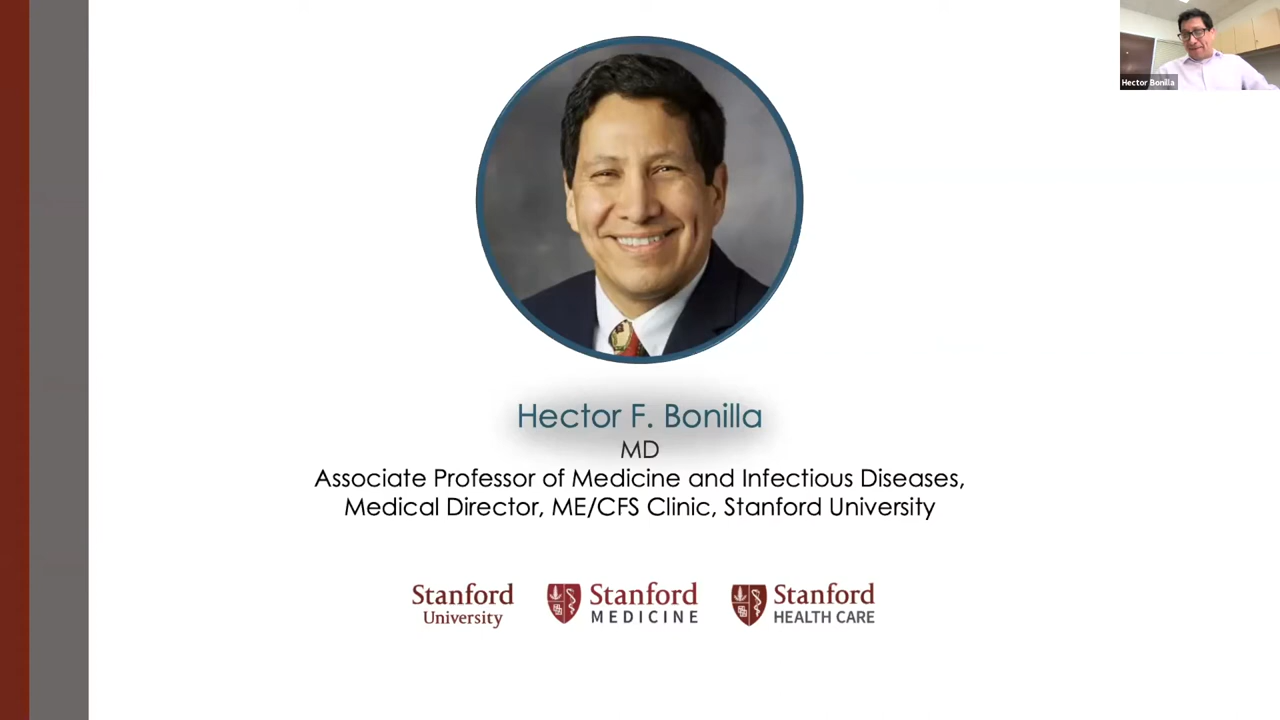 Hector Bonilla
Hector F. Bonilla
MD
Associate Professor of Medicine and Infectious Diseases,
Medical Director, ME/CFS Clinic, Stanford University
Stanford
University
Stanford
MEDICINE
Stanford
HEALTH CARE